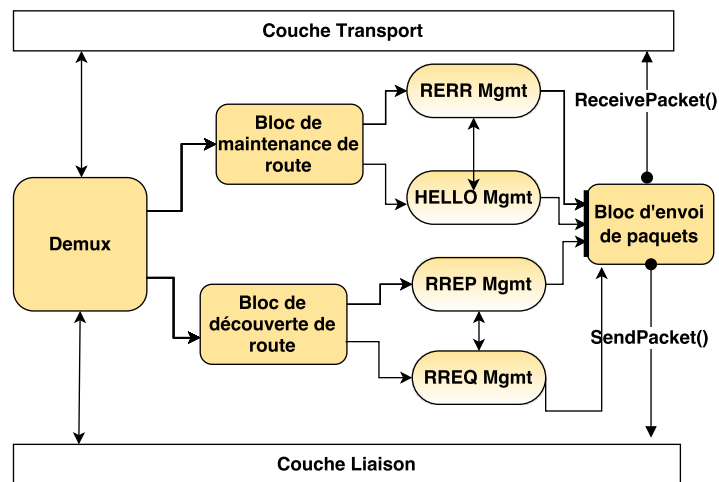 Couche Transport
RERR Mgmt
ReceivePacket()
Bloc de
maintenance de
route
HELLO Mgmt
Bloc d'envoi
de paquets
Demux
RREP Mgmt
Bloc de
découverte de
route
SendPacket()
RREQ Mgmt
Couche Liaison